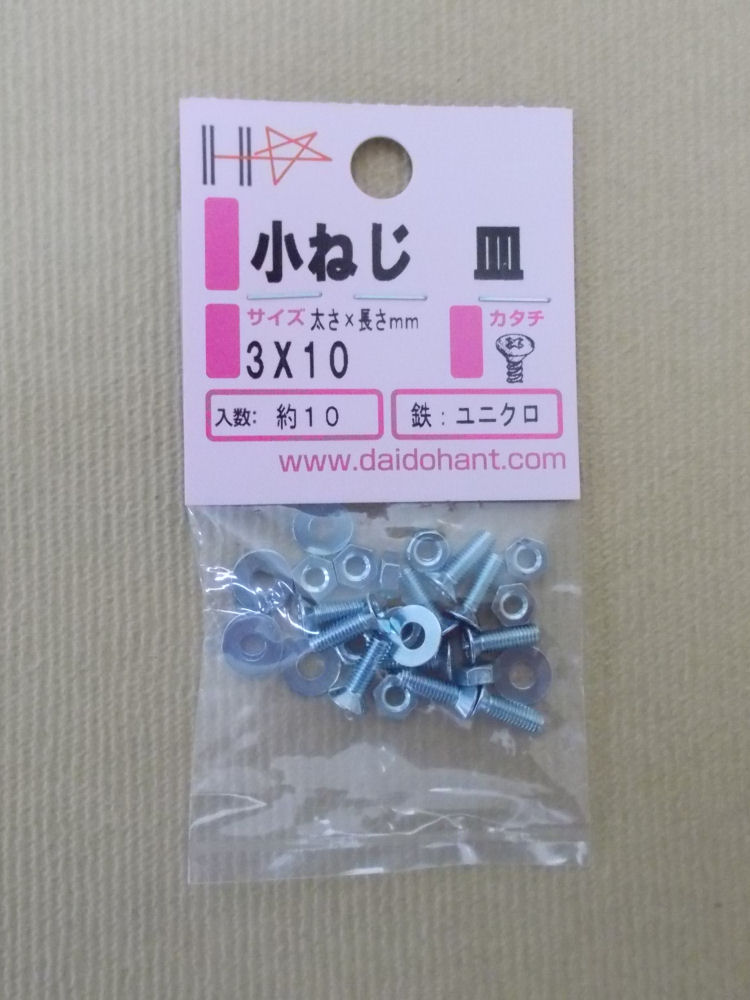 H
小ねじ 皿
サイズ 太さ×長さmm カタチ
3X10
入数: 約10 鉄:ユニクロ
www.daidohant.com